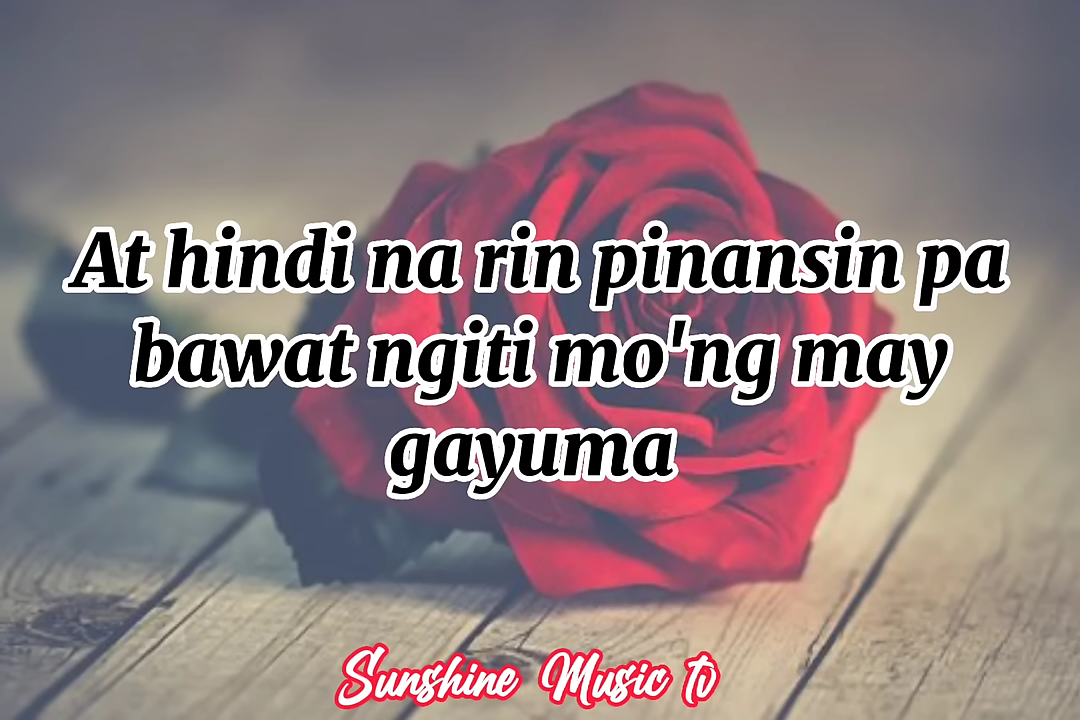 At hindi na rin pinansin pa
bawat ngiti mo'ng may
gayuma
Sunshine Music tv